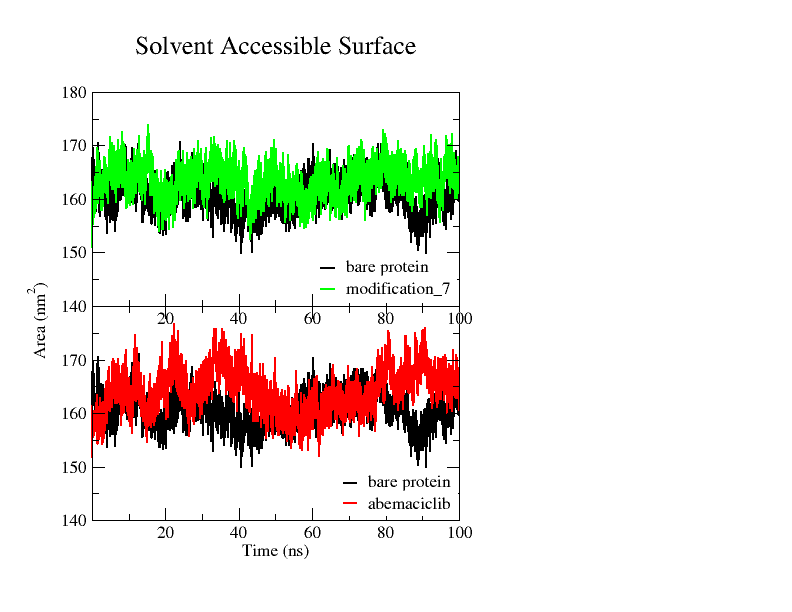 Solvent Accessible Surface
180
170
160
150
140
bare protein
modification_7
20 40 60 80 100
Area (nm2)
170
160
150
140
bare protein
abemaciclib
20 40 60 80 100
Time (ns)